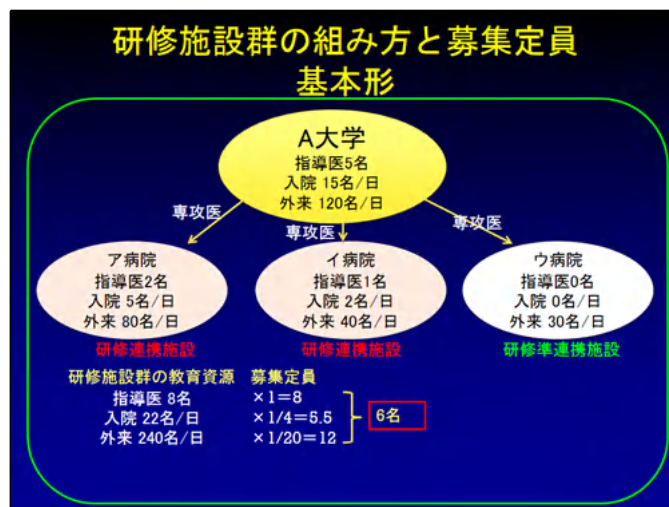 研修施設群の組み方と募集定員
基本形
A大学
指導医5名
入院 15名/日
外来 120名/日
専攻医
専攻医
専攻医
ア病院
指導医2名
入院 5名/日
外来 80名/日
研修連携施設
イ病院
指導医1名
入院 2名/日
外来 40名/日
研修連携施設
ウ病院
指導医0名
入院 0名/日
外来 30名/日
研修準連携施設
研修施設群の教育資源 募集定員
指導医 8名 ×1=8
入院 22名/日 ×1/4=5.5
外来 240名/日 ×1/20=12
6名